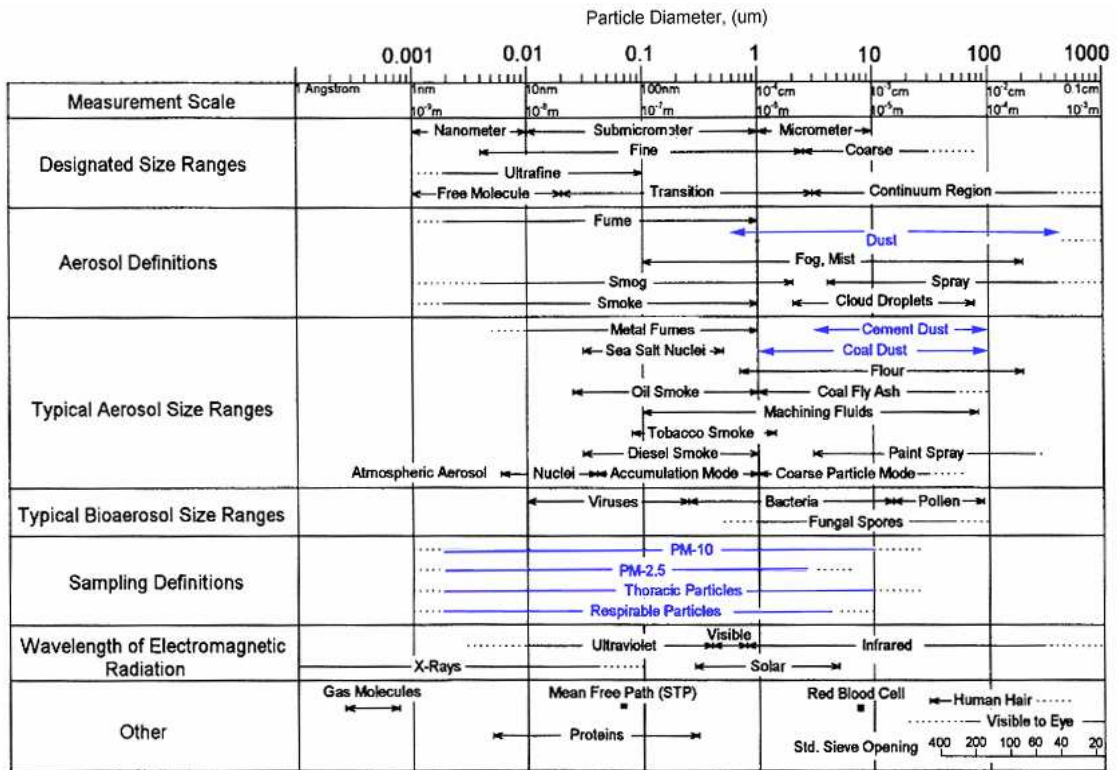 Particle Diameter, (um)
0.001 0.01 0.1 1 10 100 1000
Measurement Scale
1 Angstrom 1nm 10nm 100nm 10⁻⁴cm 10⁻³cm 10⁻²cm 0.1cm
10⁻⁹m 10⁻⁸m 10⁻⁷m 10⁻⁶m 10⁻⁵m 10⁻⁴m 10⁻³m
Designated Size Ranges
Nanometer Submicrometer Micrometer
Fine Coarse
Ultrafine
Free Molecule Transition Continuum Region
Aerosol Definitions
Fume
Dust
Fog, Mist
Smog Spray
Smoke Cloud Droplets
Typical Aerosol Size Ranges
Metal Fumes Cement Dust
Sea Salt Nuclei Coal Dust
Flour
Oil Smoke Coal Fly Ash
Machining Fluids
Tobacco Smoke
Diesel Smoke Paint Spray
Atmospheric Aerosol Nuclei Accumulation Mode Coarse Particle Mode
Typical Bioaerosol Size Ranges
Viruses Bacteria Pollen
Fungal Spores
Sampling Definitions
PM-10
PM-2.5
Thoracic Particles
Respirable Particles
Wavelength of Electromagnetic
Radiation
Visible
Ultraviolet Infrared
X-Rays Solar
Other
Gas Molecules Mean Free Path (STP) Red Blood Cell
Human Hair
Visible to Eye
Proteins
Std. Sieve Opening 400 200 100 60 40 20